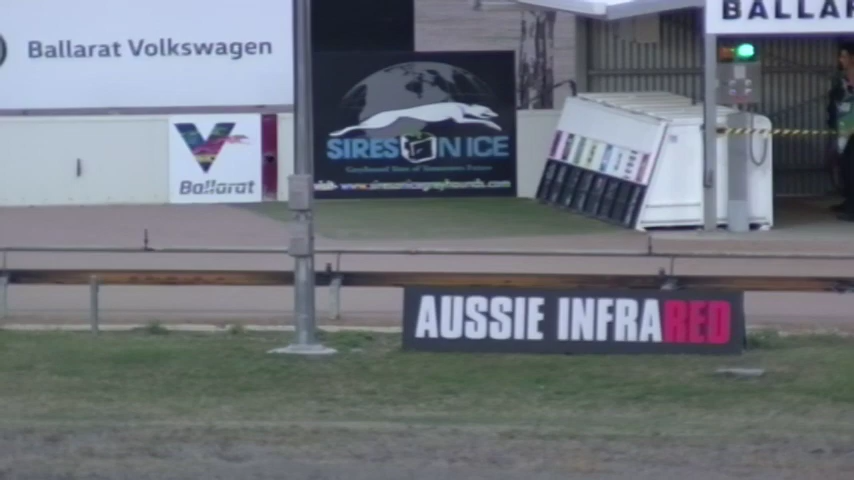 Ballarat Volkswagen
BALLAR
SIRES ON ICE
Ballarat
AUSSIE INFRARED